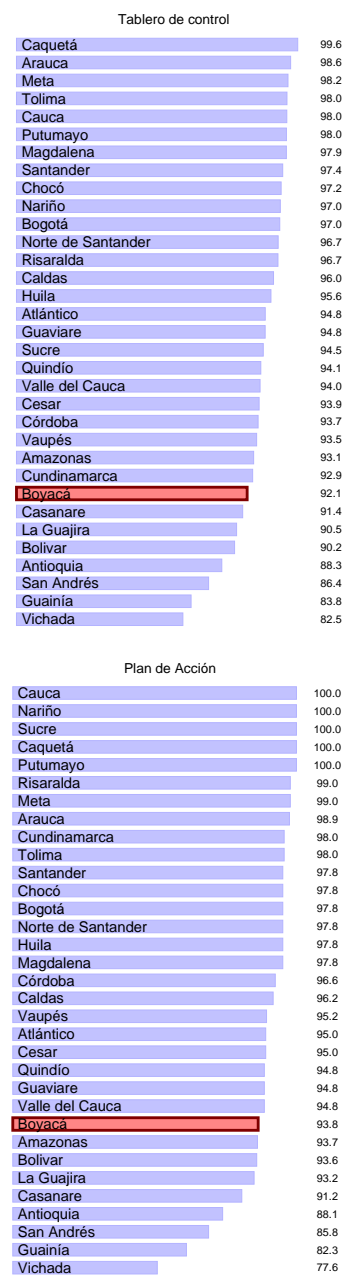 Tablero de control
Caquetá 99.6
Arauca 98.6
Meta 98.2
Tolima 98.0
Cauca 98.0
Putumayo 98.0
Magdalena 97.9
Santander 97.4
Chocó 97.2
Nariño 97.0
Bogotá 97.0
Norte de Santander 96.7
Risaralda 96.7
Caldas 96.0
Huila 95.6
Atlántico 94.8
Guaviare 94.8
Sucre 94.5
Quindío 94.1
Valle del Cauca 94.0
Cesar 93.9
Córdoba 93.7
Vaupés 93.5
Amazonas 93.1
Cundinamarca 92.9
Boyacá 92.1
Casanare 91.4
La Guajira 90.5
Bolivar 90.2
Antioquia 88.3
San Andrés 86.4
Guainía 83.8
Vichada 82.5
Plan de Acción
Cauca 100.0
Nariño 100.0
Sucre 100.0
Caquetá 100.0
Putumayo 100.0
Risaralda 99.0
Meta 99.0
Arauca 98.9
Cundinamarca 98.0
Tolima 98.0
Santander 97.8
Chocó 97.8
Bogotá 97.8
Norte de Santander 97.8
Huila 97.8
Magdalena 97.8
Córdoba 96.6
Caldas 96.2
Vaupés 95.2
Atlántico 95.0
Cesar 95.0
Quindío 94.8
Guaviare 94.8
Valle del Cauca 94.8
Boyacá 93.8
Amazonas 93.7
Bolivar 93.6
La Guajira 93.2
Casanare 91.2
Antioquia 88.1
San Andrés 85.8
Guainía 82.3
Vichada 77.6